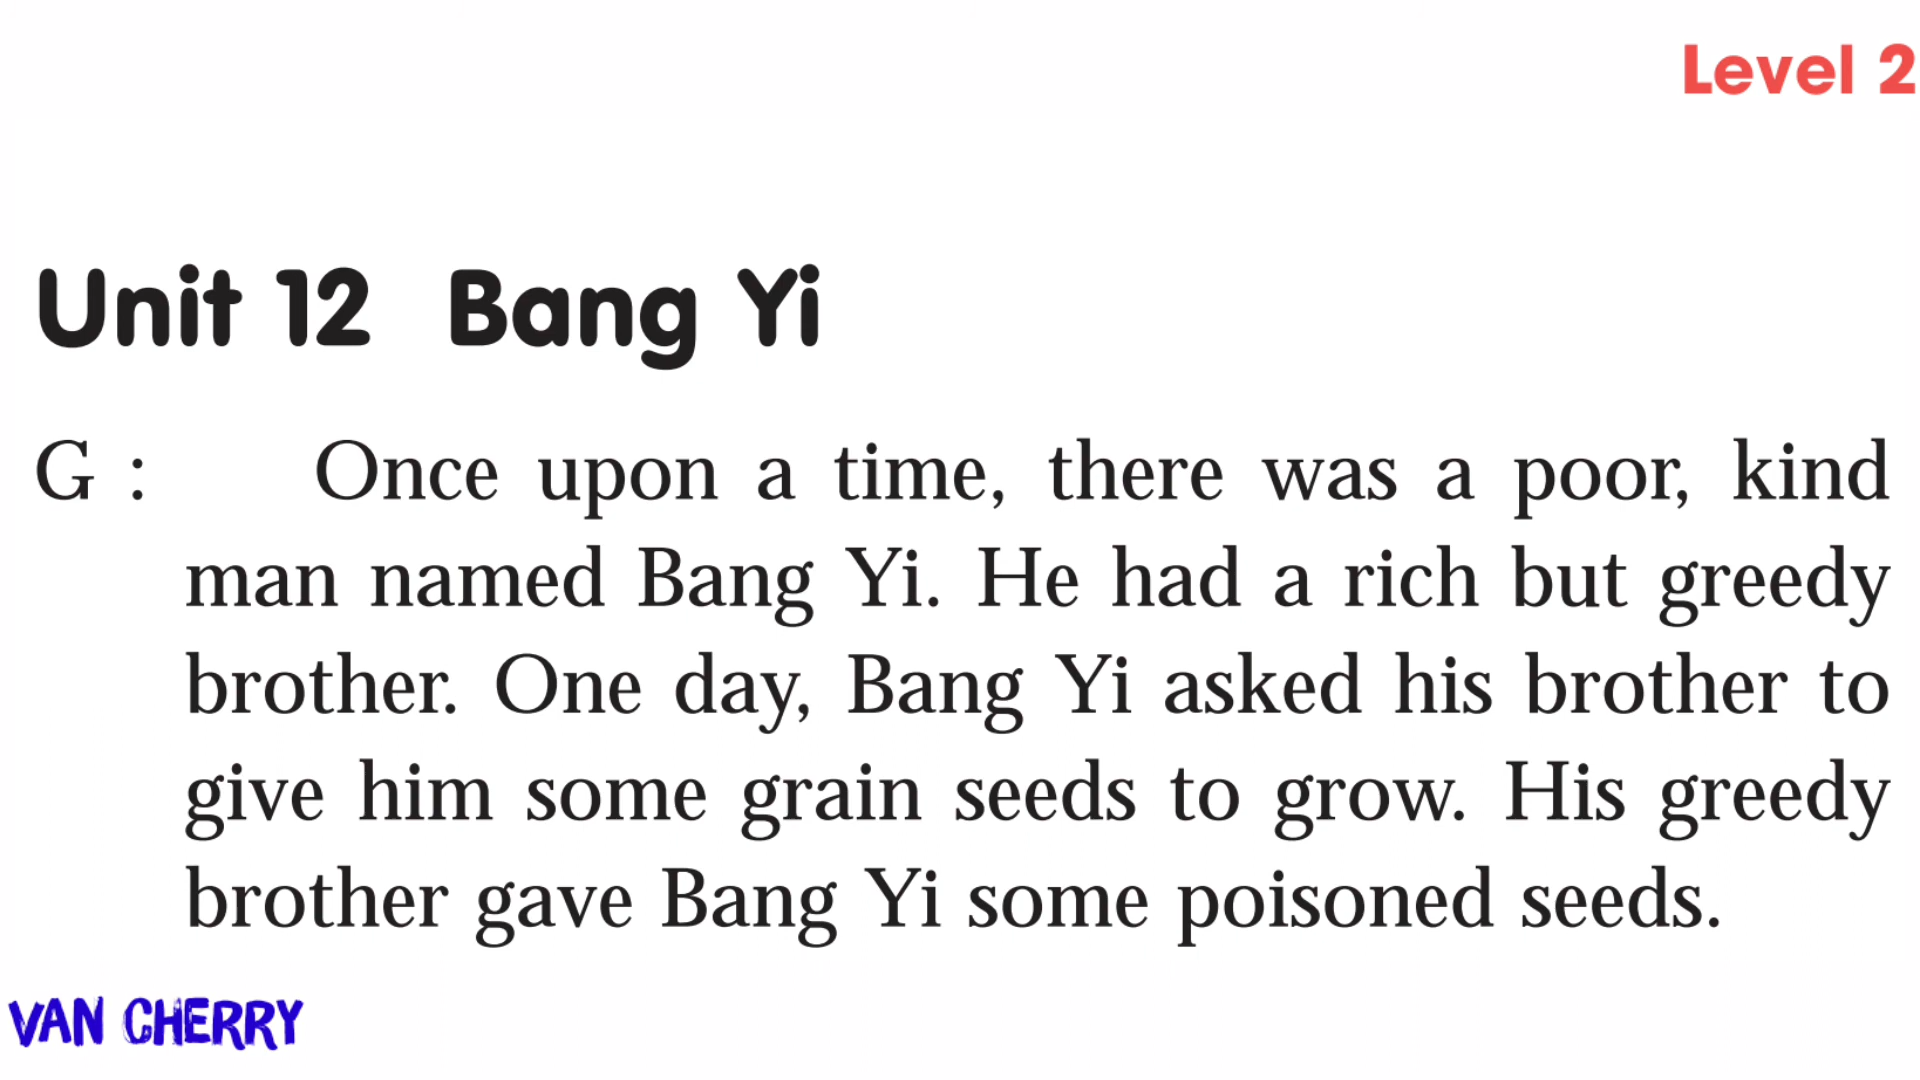 Level 2
Unit 12 Bang Yi
G : Once upon a time, there was a poor, kind
man named Bang Yi. He had a rich but greedy
brother. One day, Bang Yi asked his brother to
give him some grain seeds to grow. His greedy
brother gave Bang Yi some poisoned seeds.
VAN CHERRY